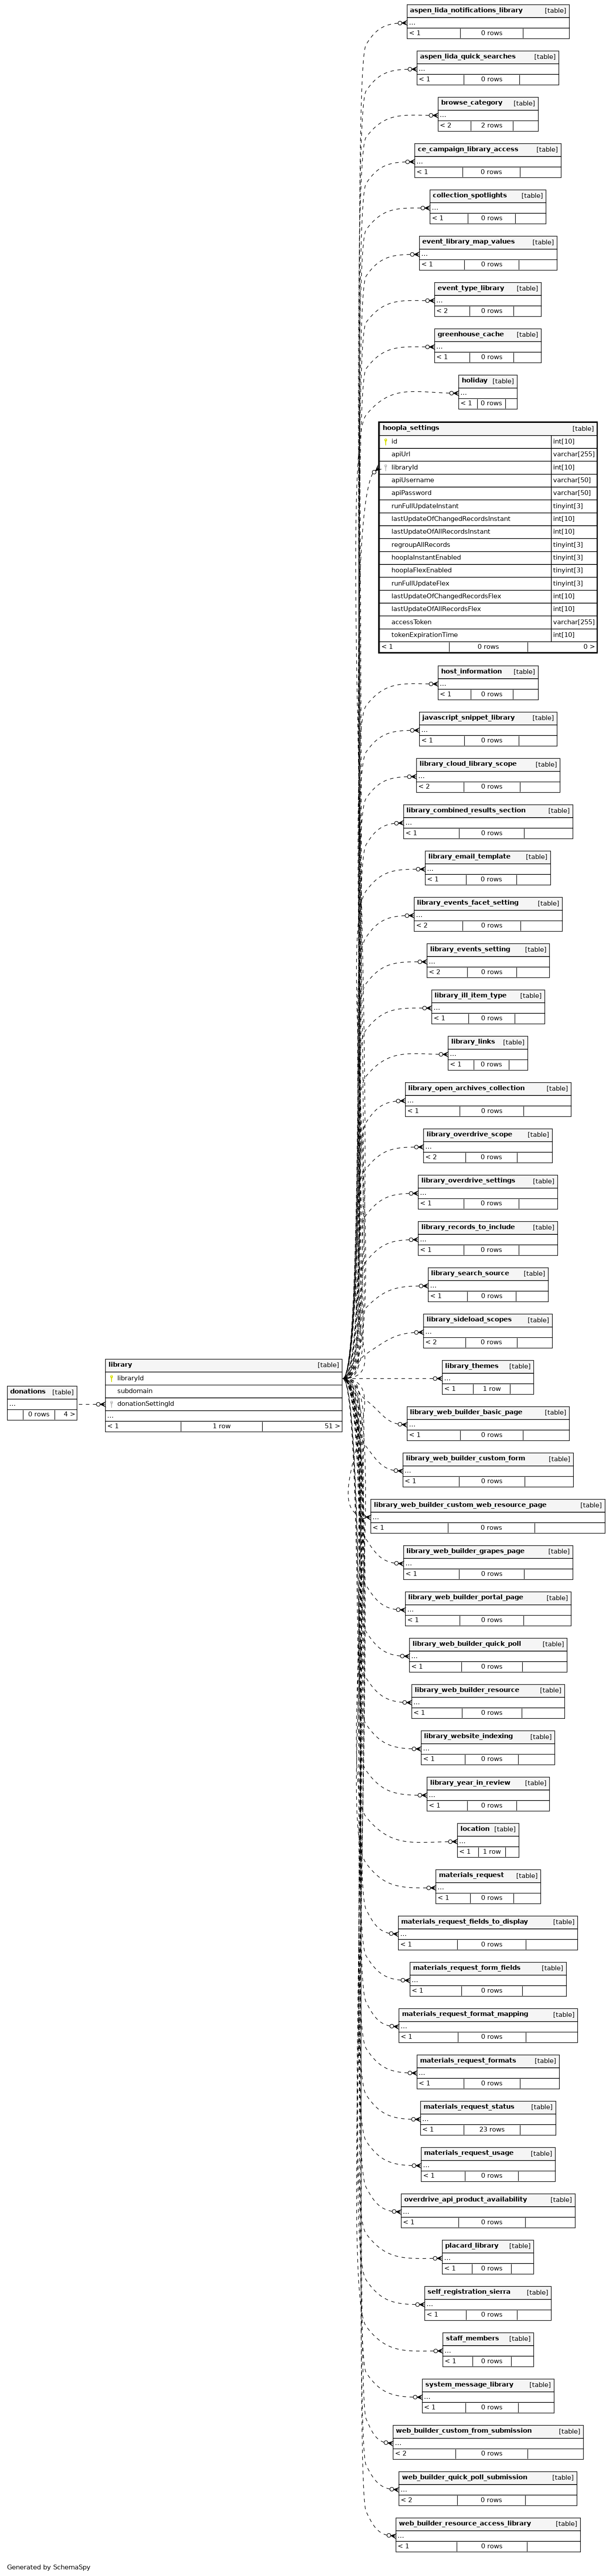 aspen_lida_notifications_library [table]
...
< 1 0 rows
aspen_lida_quick_searches [table]
...
< 1 0 rows
browse_category [table]
...
< 2 2 rows
ce_campaign_library_access [table]
...
< 1 0 rows
collection_spotlights [table]
...
< 1 0 rows
event_library_map_values [table]
...
< 1 0 rows
event_type_library [table]
...
< 2 0 rows
greenhouse_cache [table]
...
< 1 0 rows
holiday [table]
...
< 1 0 rows
hoopla_settings [table]
id int[10]
apiUrl varchar[255]
libraryId int[10]
apiUsername varchar[50]
apiPassword varchar[50]
runFullUpdateInstant tinyint[3]
lastUpdateOfChangedRecordsInstant int[10]
lastUpdateOfAllRecordsInstant int[10]
regroupAllRecords tinyint[3]
hooplaInstantEnabled tinyint[3]
hooplaFlexEnabled tinyint[3]
runFullUpdateFlex tinyint[3]
lastUpdateOfChangedRecordsFlex int[10]
lastUpdateOfAllRecordsFlex int[10]
accessToken varchar[255]
tokenExpirationTime int[10]
< 1 0 rows 0 >
host_information [table]
...
< 1 0 rows
javascript_snippet_library [table]
...
< 1 0 rows
library_cloud_library_scope [table]
...
< 2 0 rows
library_combined_results_section [table]
...
< 1 0 rows
library_email_template [table]
...
< 1 0 rows
library_events_facet_setting [table]
...
< 2 0 rows
library_events_setting [table]
...
< 2 0 rows
library_ill_item_type [table]
...
< 1 0 rows
library_links [table]
...
< 1 0 rows
library_open_archives_collection [table]
...
< 1 0 rows
library_overdrive_scope [table]
...
< 2 0 rows
library_overdrive_settings [table]
...
< 1 0 rows
library_records_to_include [table]
...
< 1 0 rows
library_search_source [table]
...
< 1 0 rows
library_sideload_scopes [table]
...
< 2 0 rows
library_themes [table]
...
< 1 1 row
library [table]
libraryId
subdomain
donationSettingId
...
< 1 1 row 51 >
donations [table]
...
0 rows 4 >
library_web_builder_basic_page [table]
...
< 1 0 rows
library_web_builder_custom_form [table]
...
< 1 0 rows
library_web_builder_custom_web_resource_page [table]
...
< 1 0 rows
library_web_builder_grapes_page [table]
...
< 1 0 rows
library_web_builder_portal_page [table]
...
< 1 0 rows
library_web_builder_quick_poll [table]
...
< 1 0 rows
library_web_builder_resource [table]
...
< 1 0 rows
library_website_indexing [table]
...
< 1 0 rows
library_year_in_review [table]
...
< 1 0 rows
location [table]
...
< 1 1 row
materials_request [table]
...
< 1 0 rows
materials_request_fields_to_display [table]
...
< 1 0 rows
materials_request_form_fields [table]
...
< 1 0 rows
materials_request_format_mapping [table]
...
< 1 0 rows
materials_request_formats [table]
...
< 1 0 rows
materials_request_status [table]
...
< 1 23 rows
materials_request_usage [table]
...
< 1 0 rows
overdrive_api_product_availability [table]
...
< 1 0 rows
placard_library [table]
...
< 1 0 rows
self_registration_sierra [table]
...
< 1 0 rows
staff_members [table]
...
< 1 0 rows
system_message_library [table]
...
< 1 0 rows
web_builder_custom_from_submission [table]
...
< 2 0 rows
web_builder_quick_poll_submission [table]
...
< 2 0 rows
web_builder_resource_access_library [table]
...
< 1 0 rows
Generated by SchemaSpy